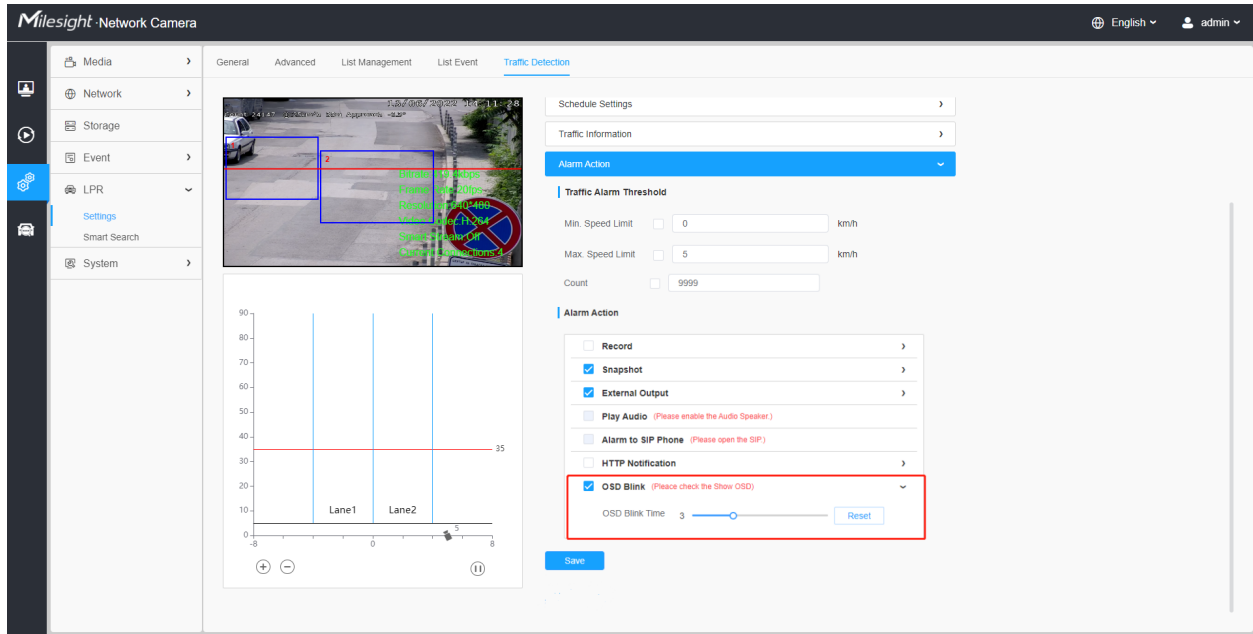 Milesight · Network Camera
English
admin
Media
Network
Storage
Event
LPR
Settings
Smart Search
System
General Advanced List Management List Event Traffic Detection
2
90
80
70
60
50
40
35
30
20
10
Lane1 Lane2
5
0
-8 0 8
Schedule Settings
Traffic Information
Alarm Action
Traffic Alarm Threshold
Min. Speed Limit 0 km/h
Max. Speed Limit 5 km/h
Count 9999
Alarm Action
Record
Snapshot
External Output
Play Audio (Please enable the Audio Speaker.)
Alarm to SIP Phone (Please open the SIP.)
HTTP Notification
OSD Blink (Pleace check the Show OSD)
OSD Blink Time 3 Reset
Save